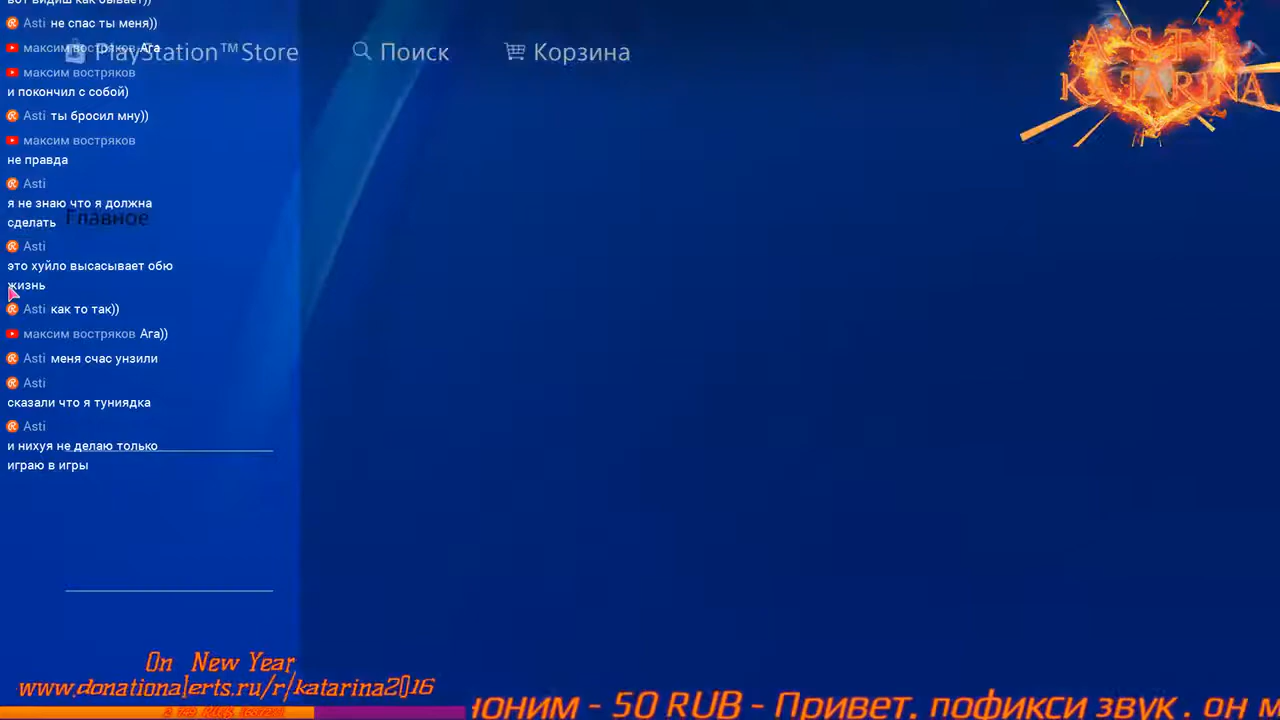 вот видиш как бывает))
Asti не спас ты меня))
максим востряков Ага
PlayStation™Store
Поиск
Корзина
максим востряков
и покончил с собой)
Asti ты бросил мну))
максим востряков
не правда
Asti
я не знаю что я должна
сделать
Главное
Asti
это хуйло высасывает обю
жизнь
Asti как то так))
максим востряков Ага))
Asti меня счас унзили
Asti
сказали что я туниядка
Asti
и нихуя не делаю только
играю в игры
ASTI
KATARINA
On New Year
www.donationalerts.ru/r/katarina2016
ноним - 50 RUB - Привет, пофикси звук, он м